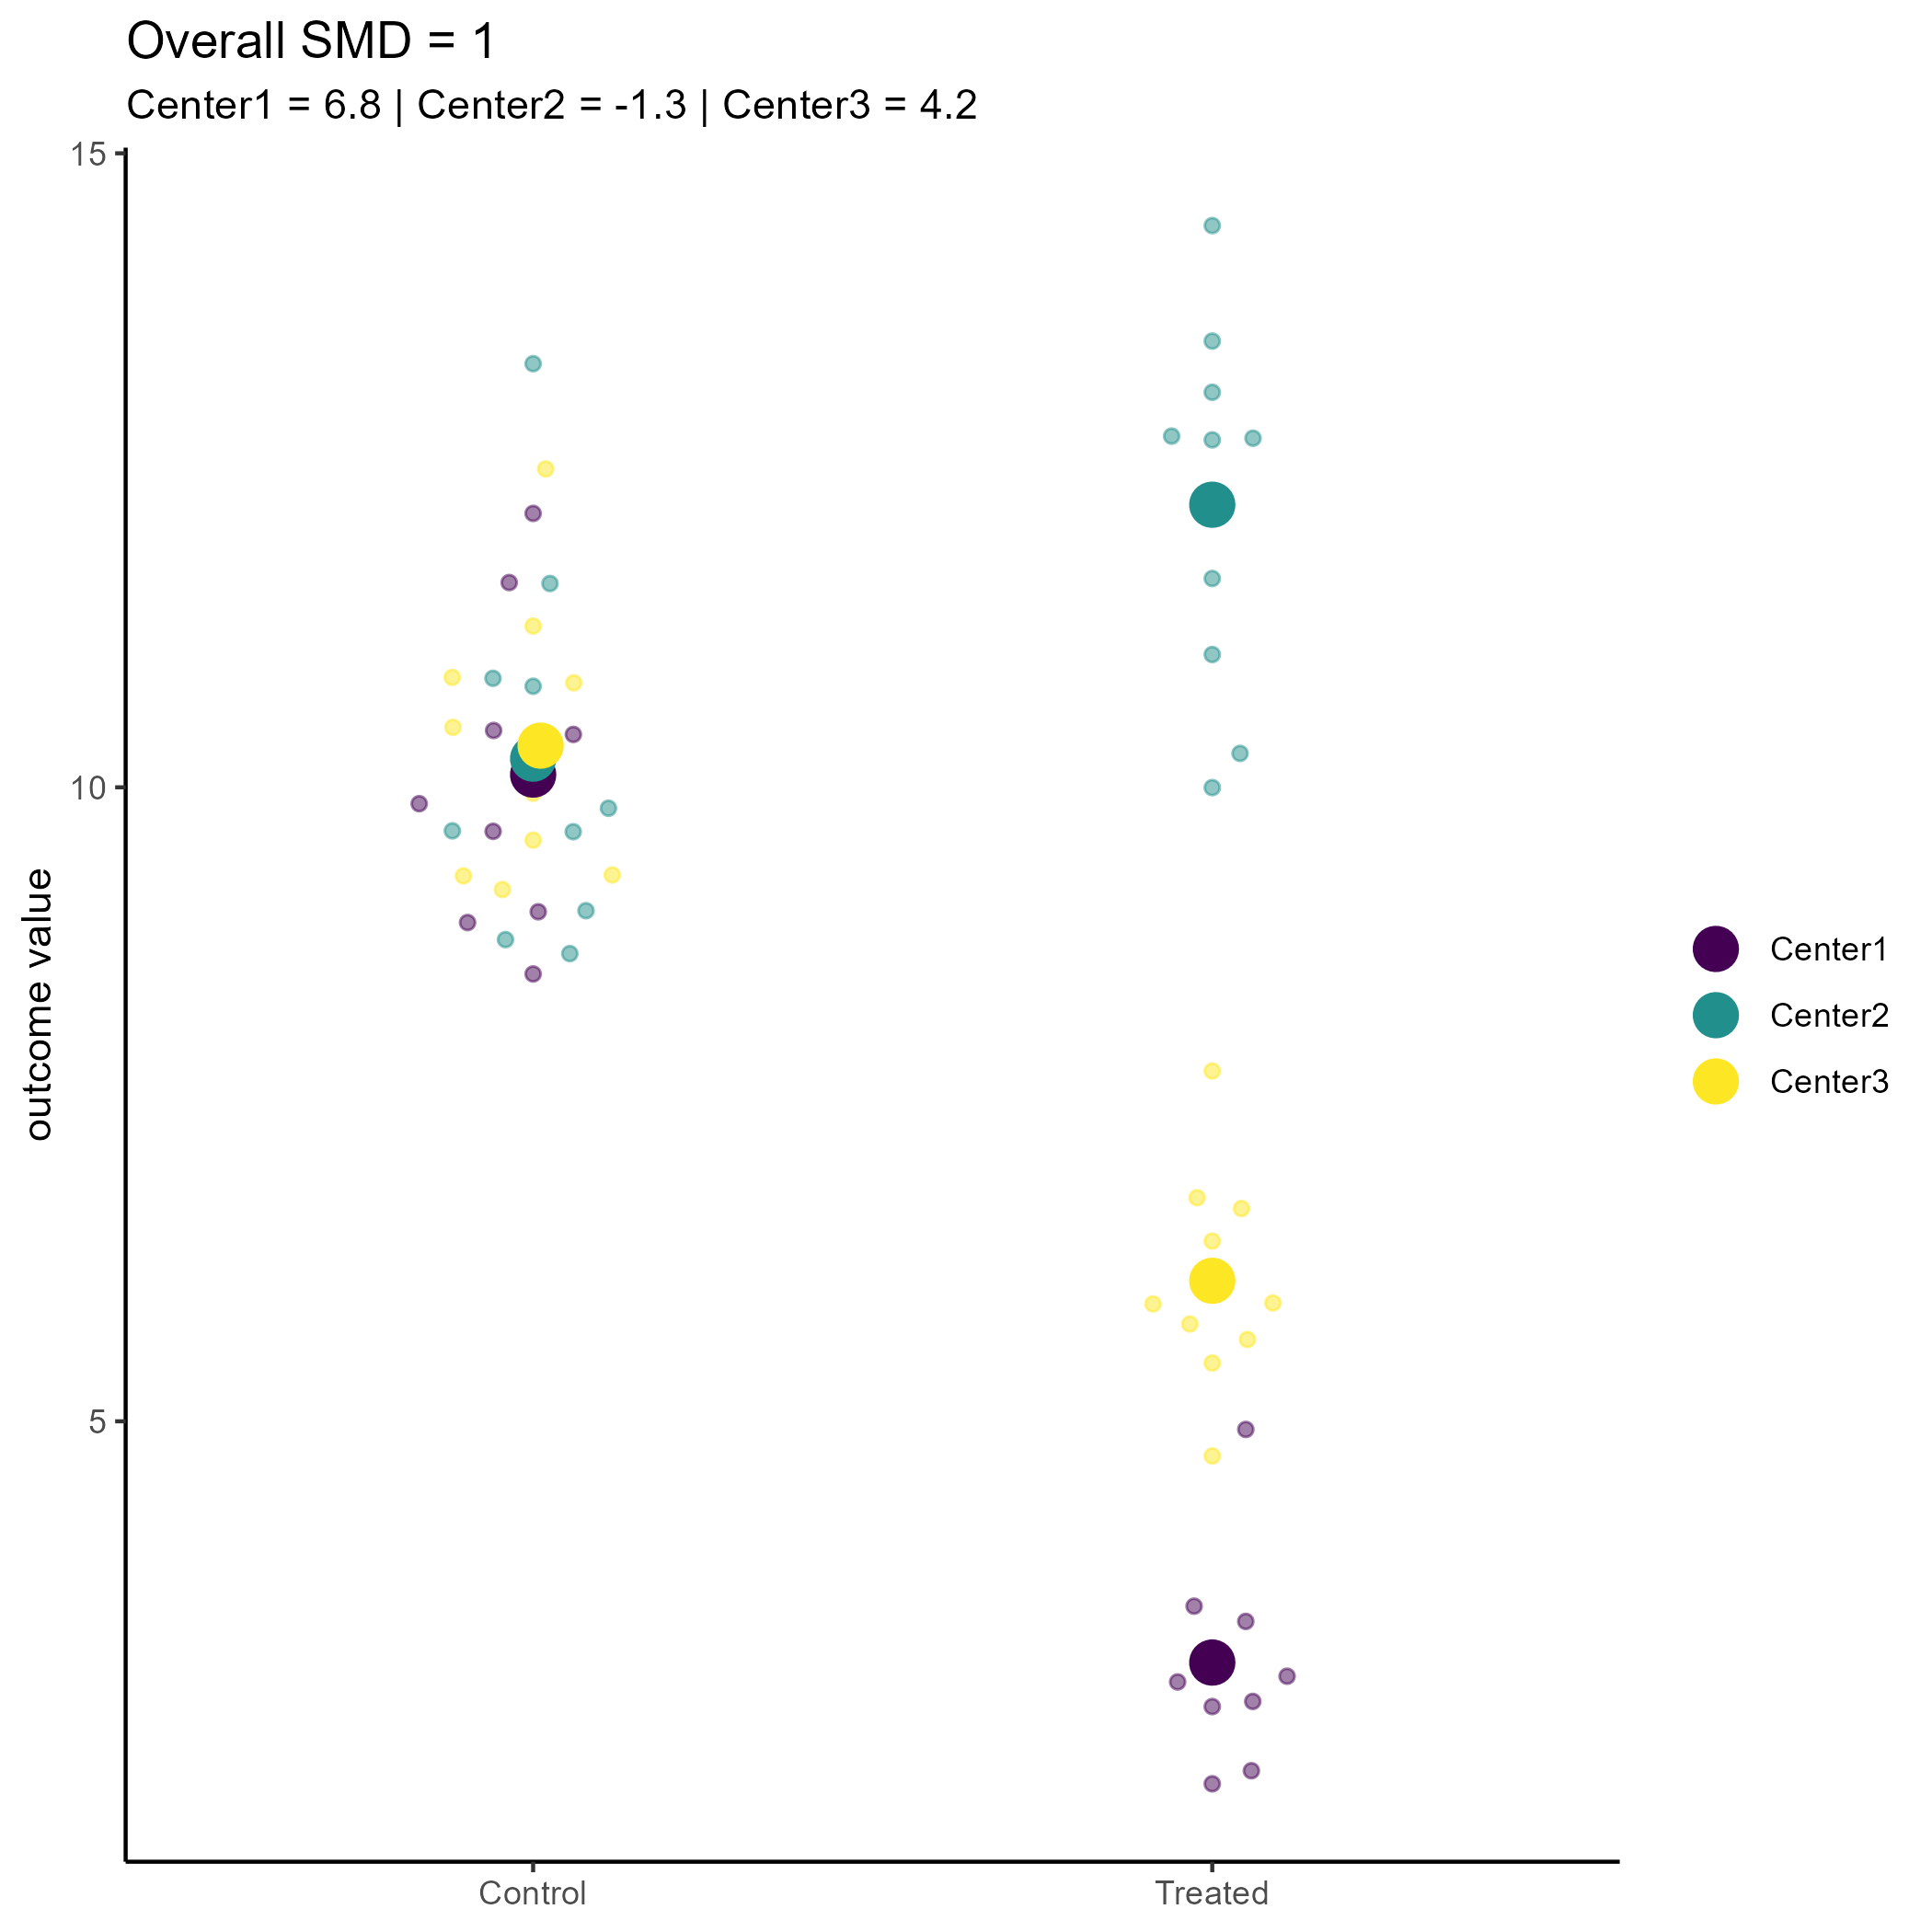 Overall SMD = 1
Center1 = 6.8 | Center2 = -1.3 | Center3 = 4.2
15
10
5
outcome value
Control
Treated
Center1
Center2
Center3